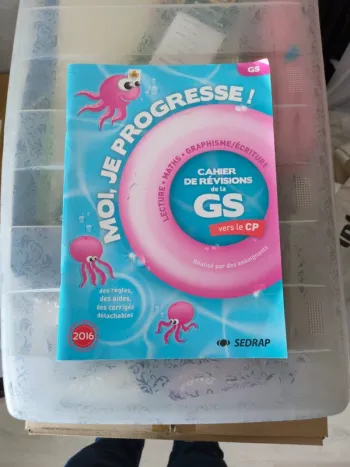 GS
MOI, JE PROGRESSE !
LECTURE • MATHS • GRAPHISME/ÉCRITURE
CAHIER
DE RÉVISIONS
de la
GS
vers le CP
Réalisé par des enseignants
des règles,
des aides,
des corrigés
détachables
2016
SEDRAP